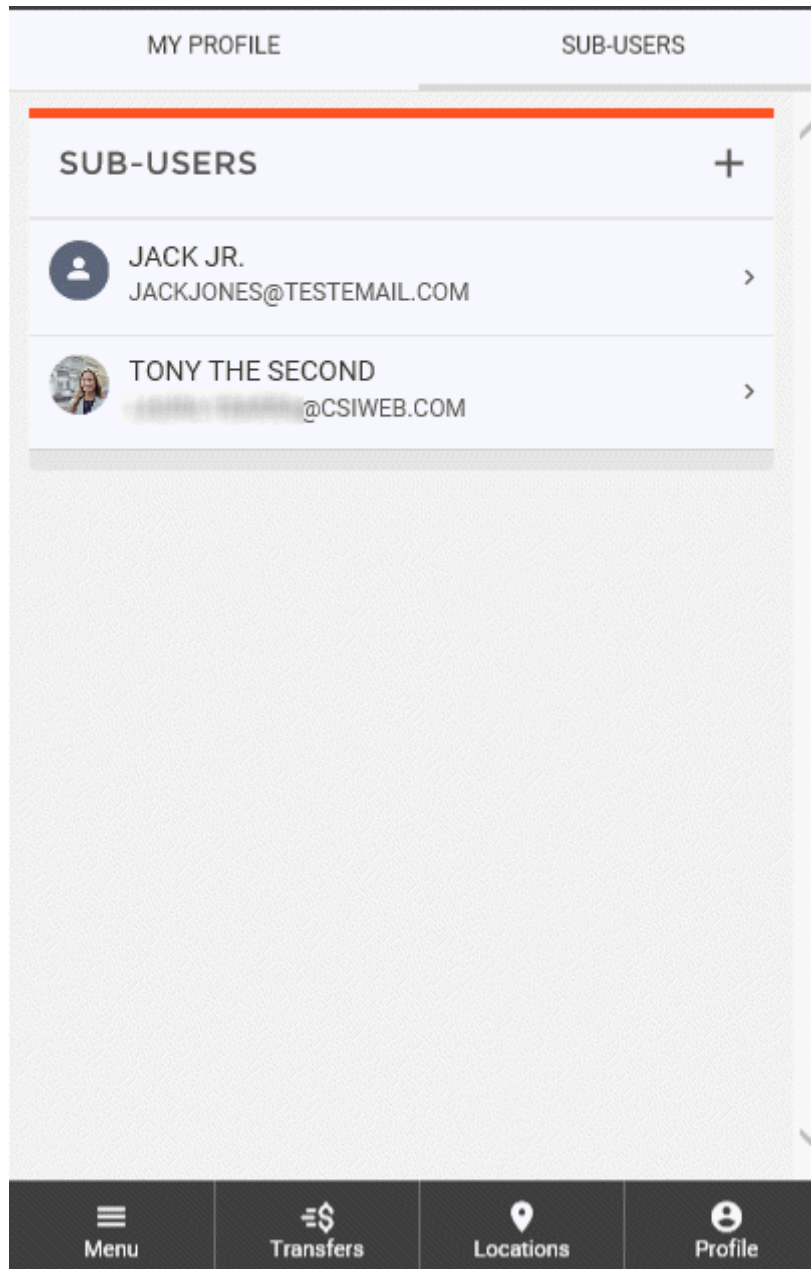 MY PROFILE SUB-USERS
SUB-USERS
JACK JR.
JACKJONES@TESTEMAIL.COM
TONY THE SECOND
@CSIWEB.COM
Menu Transfers Locations Profile